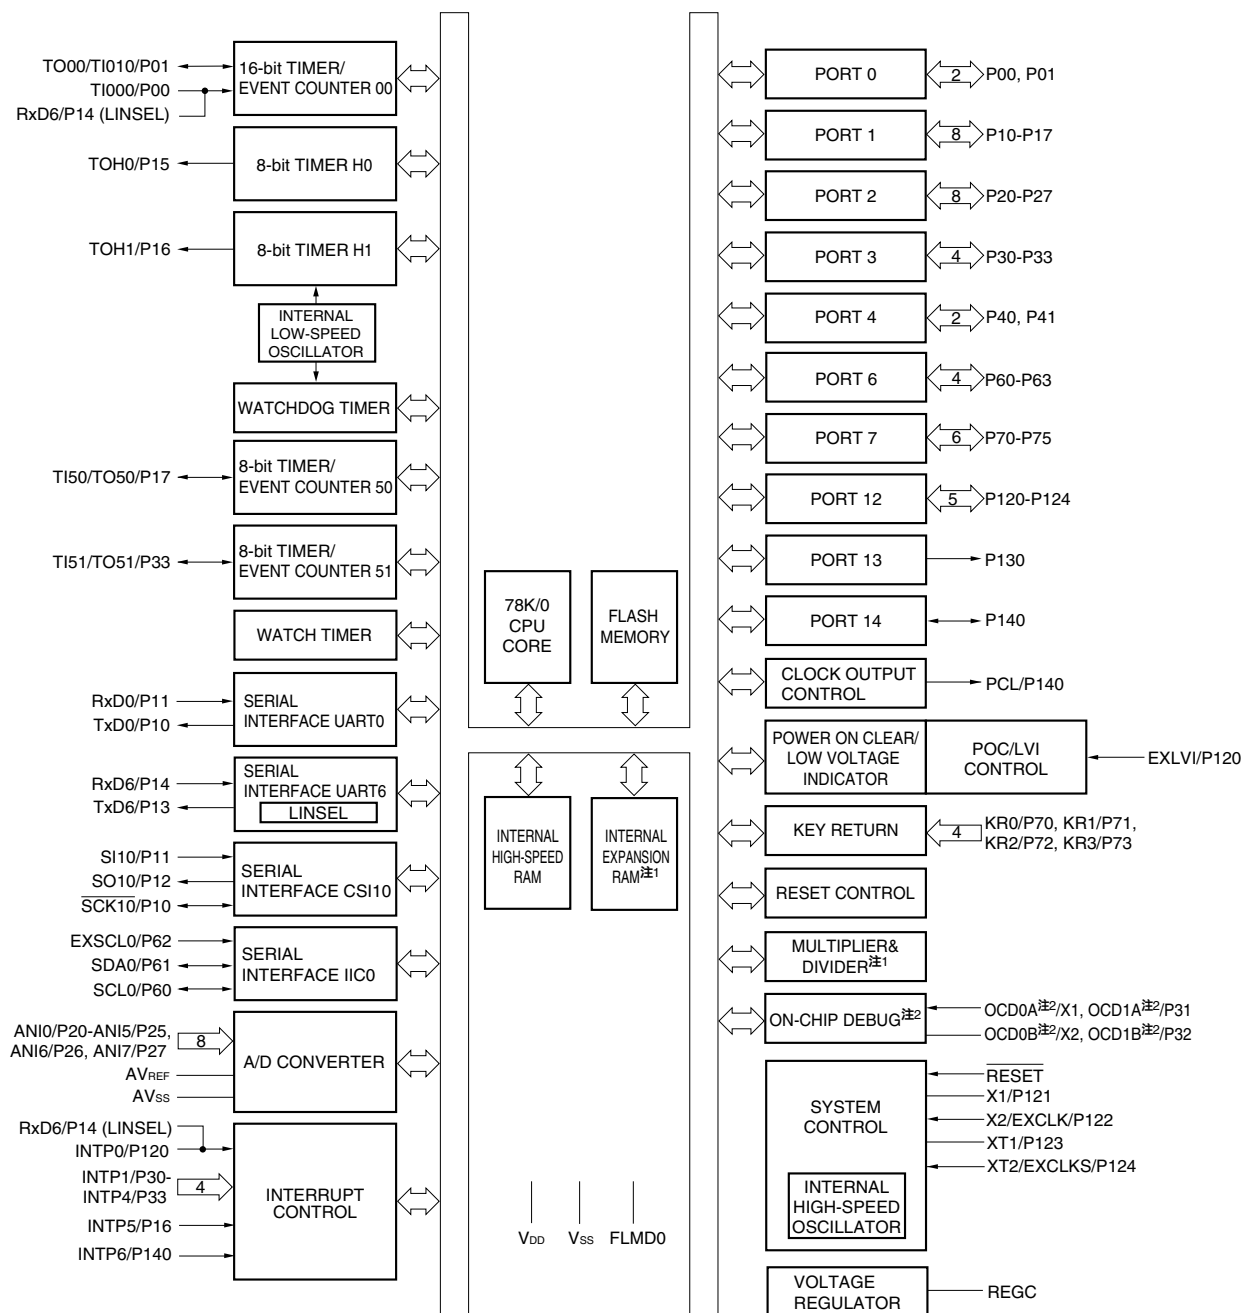 TO00/TI010/P01
TI000/P00
RxD6/P14 (LINSEL)
16-bit TIMER/
EVENT COUNTER 00
TOH0/P15
8-bit TIMER H0
TOH1/P16
8-bit TIMER H1
INTERNAL
LOW-SPEED
OSCILLATOR
WATCHDOG TIMER
TI50/TO50/P17
8-bit TIMER/
EVENT COUNTER 50
TI51/TO51/P33
8-bit TIMER/
EVENT COUNTER 51
WATCH TIMER
RxD0/P11
TxD0/P10
SERIAL
INTERFACE UART0
RxD6/P14
TxD6/P13
SERIAL
INTERFACE UART6
LINSEL
SI10/P11
SO10/P12
SCK10/P10
SERIAL
INTERFACE CSI10
EXSCL0/P62
SDA0/P61
SCL0/P60
SERIAL
INTERFACE IIC0
ANI0/P20-ANI5/P25,
ANI6/P26, ANI7/P27
8
AVREF
AVSS
A/D CONVERTER
RxD6/P14 (LINSEL)
INTP0/P120
INTP1/P30-
INTP4/P33
4
INTP5/P16
INTP6/P140
INTERRUPT
CONTROL
78K/0
CPU
CORE
FLASH
MEMORY
INTERNAL
HIGH-SPEED
RAM
INTERNAL
EXPANSION
RAM注1
VDD
VSS
FLMD0
PORT 0
2
P00, P01
PORT 1
8
P10-P17
PORT 2
8
P20-P27
PORT 3
4
P30-P33
PORT 4
2
P40, P41
PORT 6
4
P60-P63
PORT 7
6
P70-P75
PORT 12
5
P120-P124
PORT 13
P130
PORT 14
P140
CLOCK OUTPUT
CONTROL
PCL/P140
POWER ON CLEAR/
LOW VOLTAGE
INDICATOR
POC/LVI
CONTROL
EXLVI/P120
KEY RETURN
4
KR0/P70, KR1/P71,
KR2/P72, KR3/P73
RESET CONTROL
MULTIPLIER&
DIVIDER注1
ON-CHIP DEBUG注2
OCD0A注2/X1, OCD1A注2/P31
OCD0B注2/X2, OCD1B注2/P32
SYSTEM
CONTROL
RESET
X1/P121
X2/EXCLK/P122
XT1/P123
XT2/EXCLKS/P124
INTERNAL
HIGH-SPEED
OSCILLATOR
VOLTAGE
REGULATOR
REGC